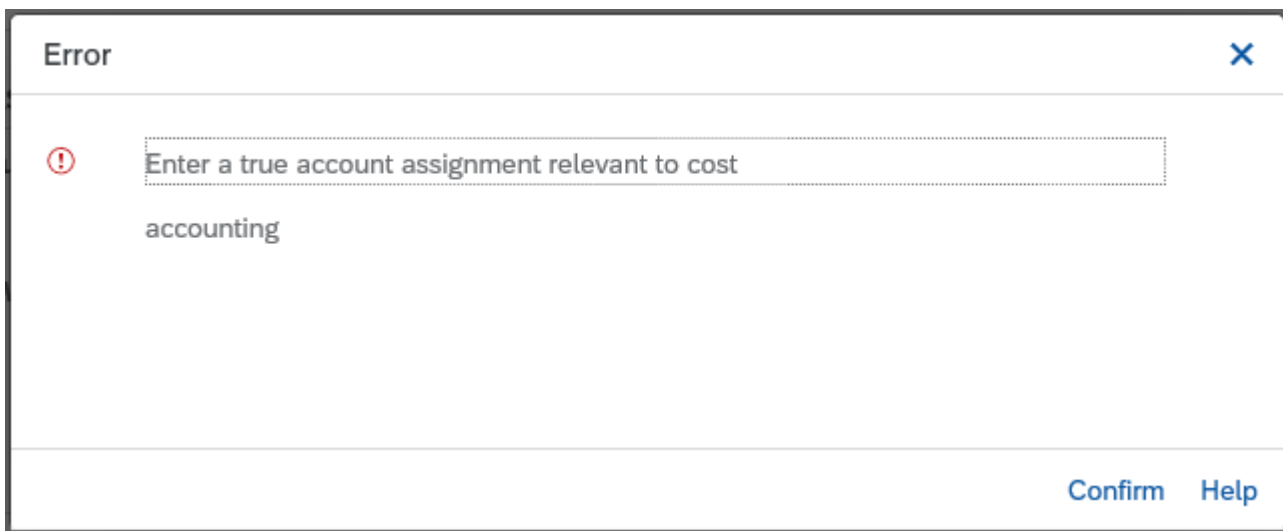 Error
Enter a true account assignment relevant to cost
accounting
Confirm Help